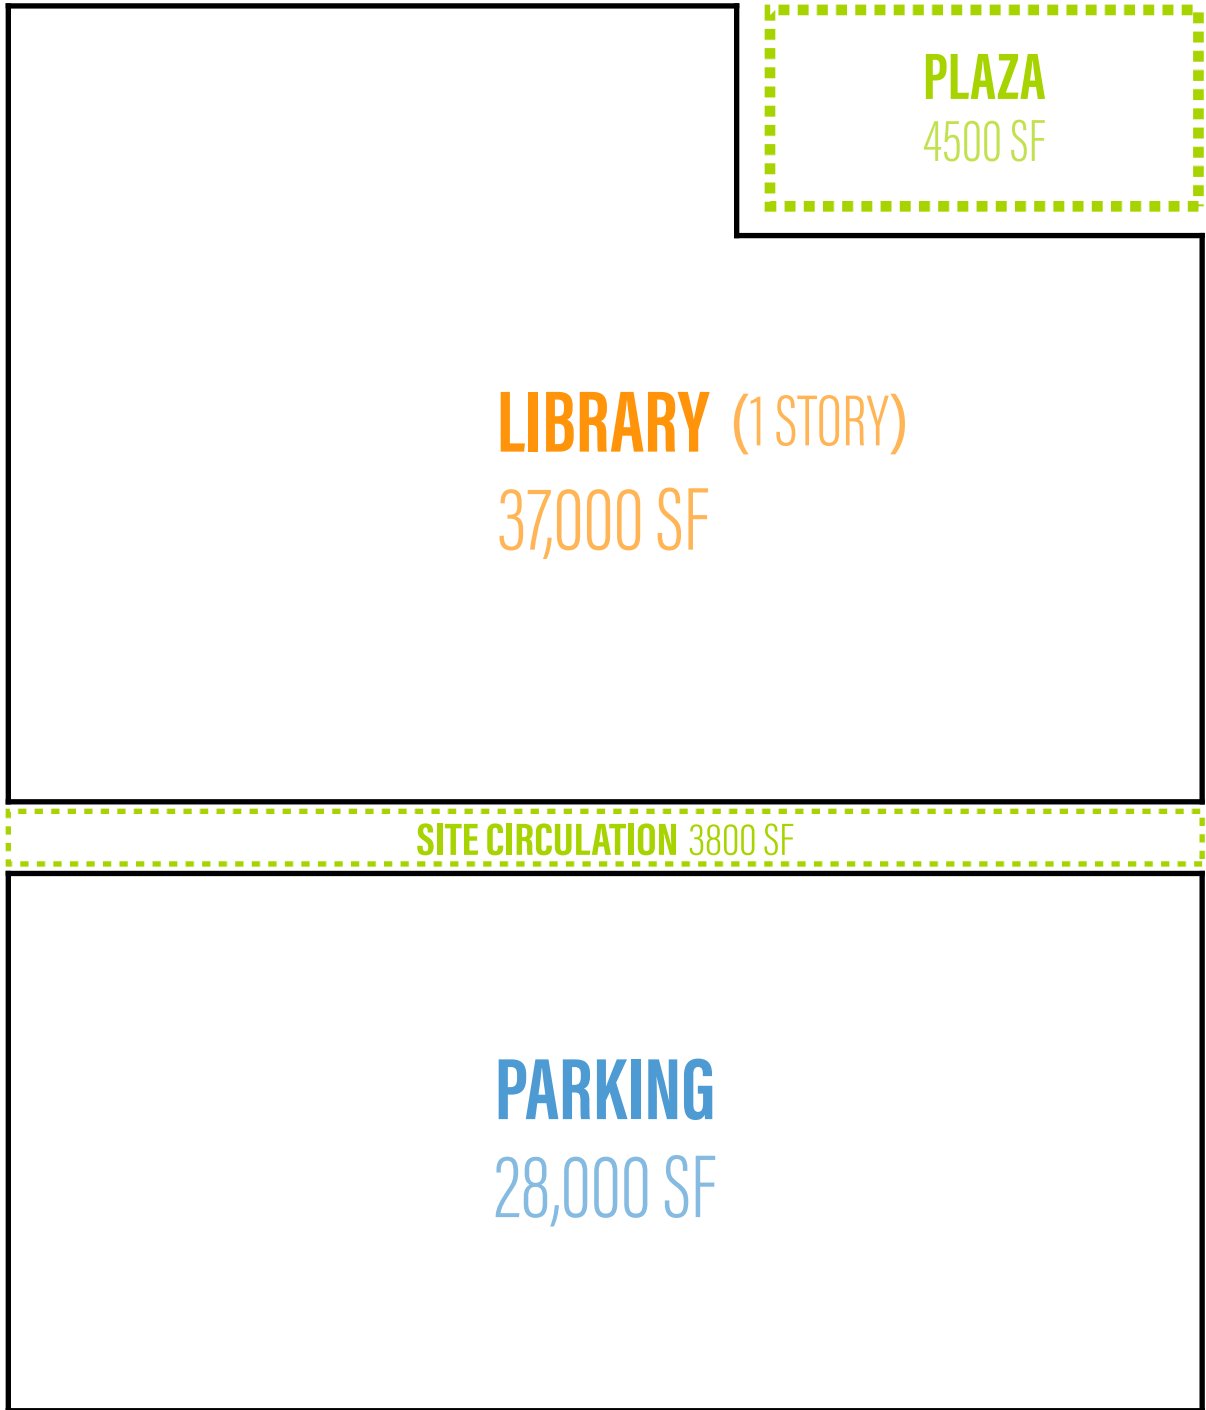 PLAZA
4500 SF
LIBRARY (1 STORY)
37,000 SF
SITE CIRCULATION 3800 SF
PARKING
28,000 SF